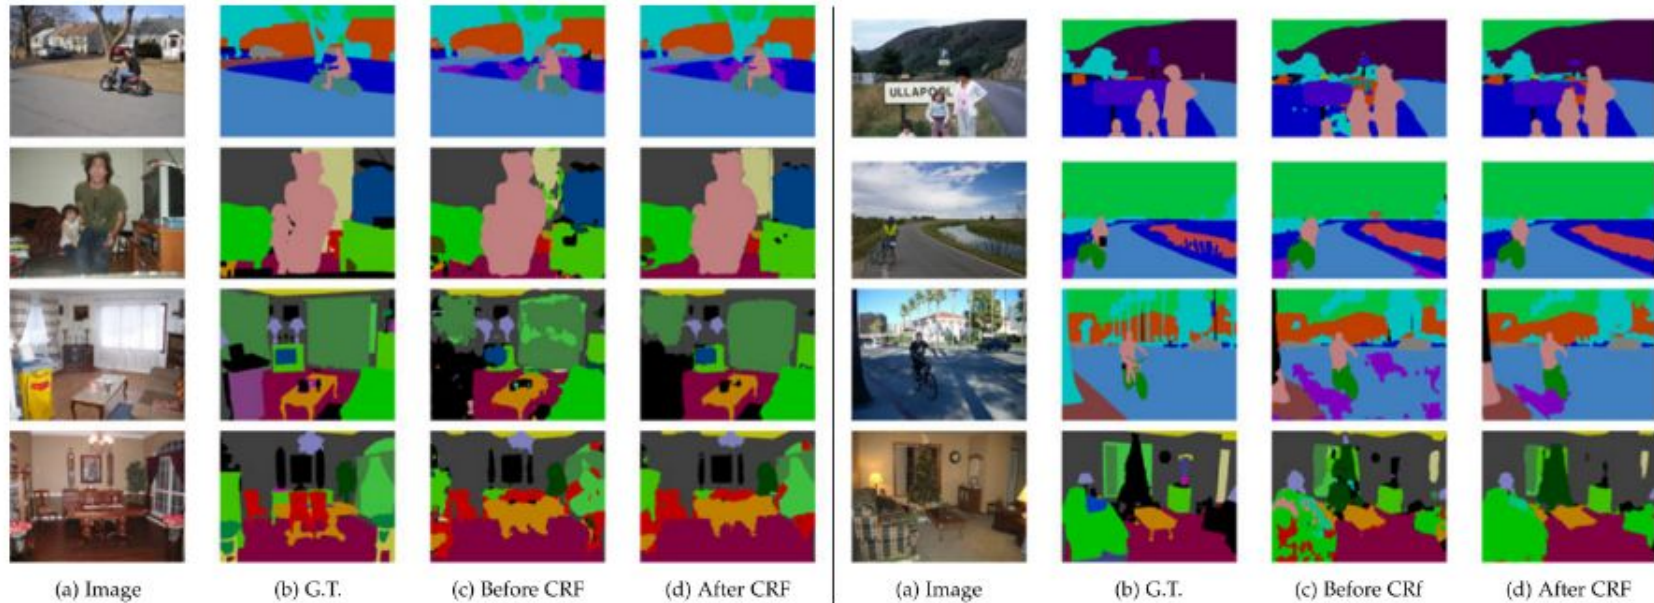 ULLAPOOL
(a) Image (b) G.T. (c) Before CRF (d) After CRF (a) Image (b) G.T. (c) Before CRf (d) After CRF